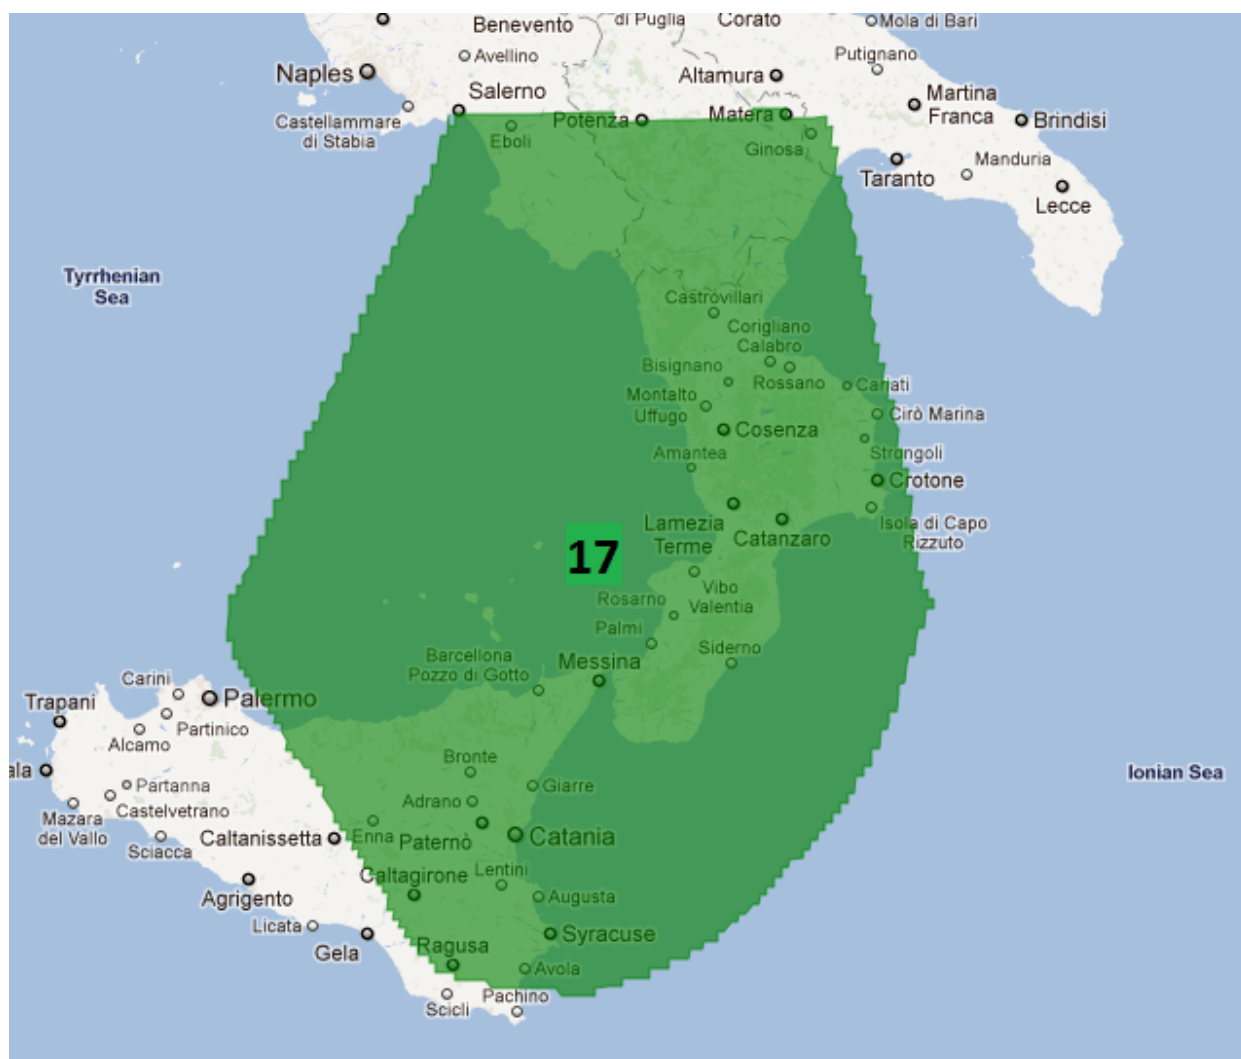 Benevento
di Puglia
Corato
Mola di Bari
Avellino
Putignano
Naples
Altamura
Salerno
Martina
Franca
Castellammare
di Stabia
Potenza
Matera
Brindisi
Eboli
Ginosa
Manduria
Taranto
Lecce
Tyrrhenian
Sea
Castrovillari
Corigliano
Calabro
Bisignano
Rossano
Cariati
Montalto
Uffugo
Cirò Marina
Cosenza
Amantea
Strongoli
Crotone
Lamezia
Terme
Catanzaro
Isola di Capo
Rizzuto
17
Vibo
Valentia
Rosarno
Palmi
Siderno
Barcellona
Pozzo di Gotto
Messina
Carini
Trapani
Palermo
Partinico
Alcamo
Bronte
ala
Partanna
Giarre
Ionian Sea
Castelvetrano
Adrano
Mazara
del Vallo
Sciacca
Caltanissetta
Enna
Paternò
Catania
Caltagirone
Lentini
Agrigento
Augusta
Licata
Gela
Ragusa
Syracuse
Avola
Scicli
Pachino